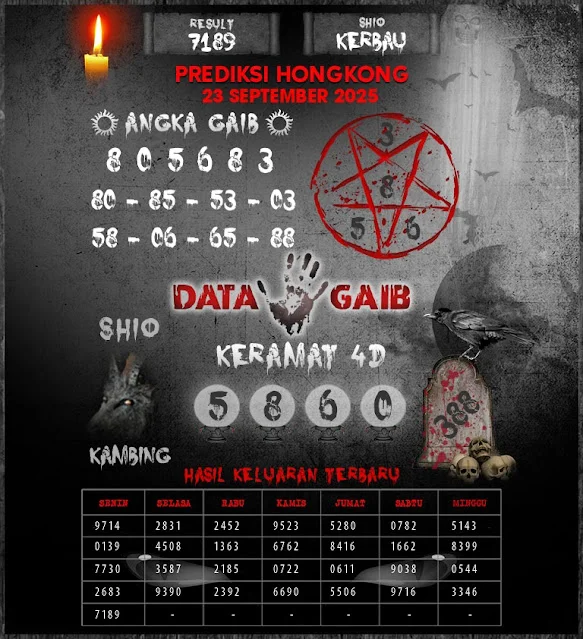 RESULT
7189
SHIO
KERBAU
PREDIKSI HONGKONG
23 SEPTEMBER 2025
ANGKA GAIB
8 0 5 6 8 3
80 - 85 - 53 - 03
58 - 06 - 65 - 88
3
8
5 6
DATA GAIB
SHIO
KAMBING
KERAMAT 4D
5 8 6 0
388
HASIL KELUARAN TERBARU
SENIN SELASA RABU KAMIS JUMAT SABTU MINGGU
9714 2831 2452 9523 5280 0782 5143
0139 4508 1363 6762 8416 1662 8399
7730 3587 2185 0722 0611 9038 0544
2683 9390 2392 6690 5506 9716 3346
7189 - - - - - -